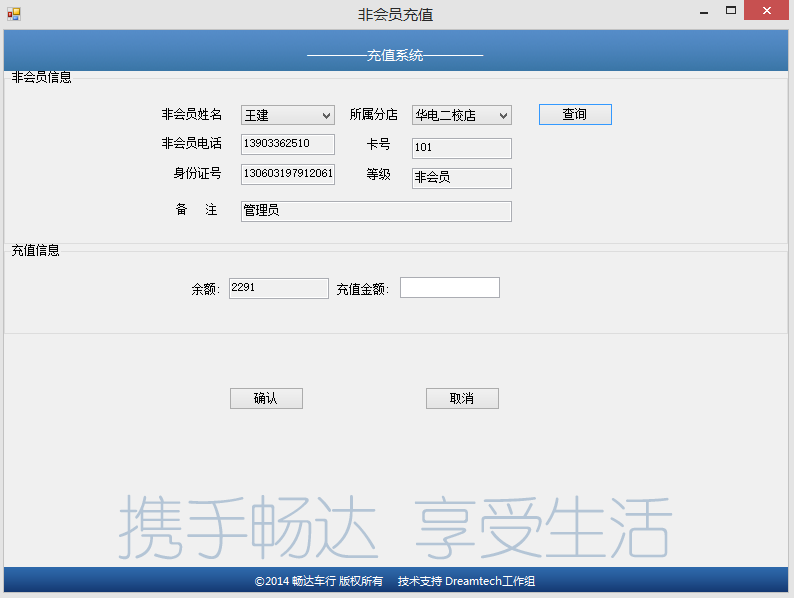 非会员充值
————充值系统————
非会员信息
非会员姓名 王建 所属分店 华电二校店 查询
非会员电话 13903362510 卡号 101
身份证号 130603197912061 等级 非会员
备 注 管理员
充值信息
余额: 2291 充值金额:
确认 取消
携手畅达 享受生活
©2014 畅达车行 版权所有 技术支持 Dreamtech工作组